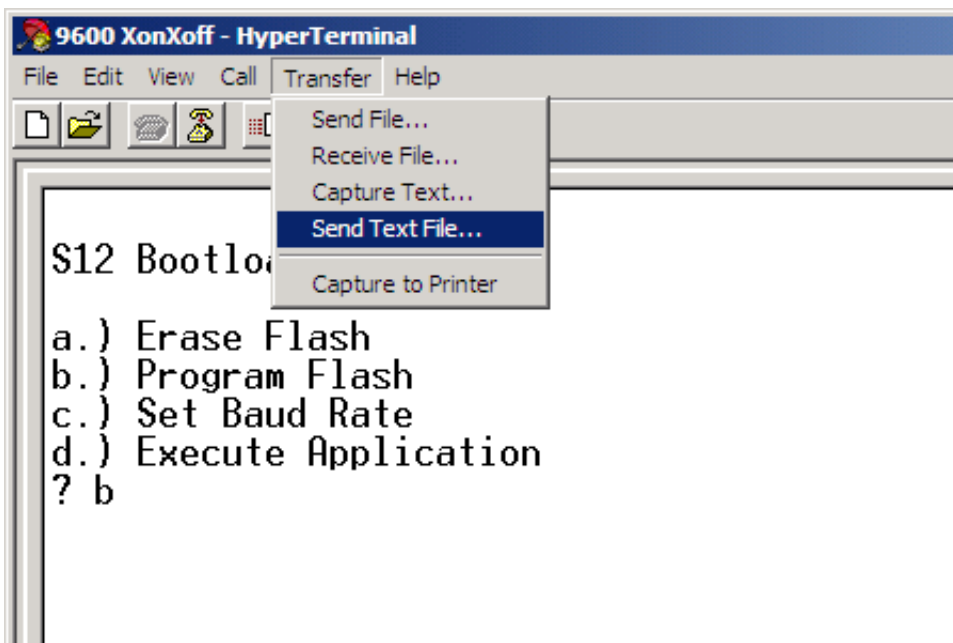 9600 XonXoff - HyperTerminal
File Edit View Call Transfer Help
Send File...
Receive File...
Capture Text...
Send Text File...
Capture to Printer
S12
a.) Erase Flash
b.) Program Flash
c.) Set Baud Rate
d.) Execute Application
? b